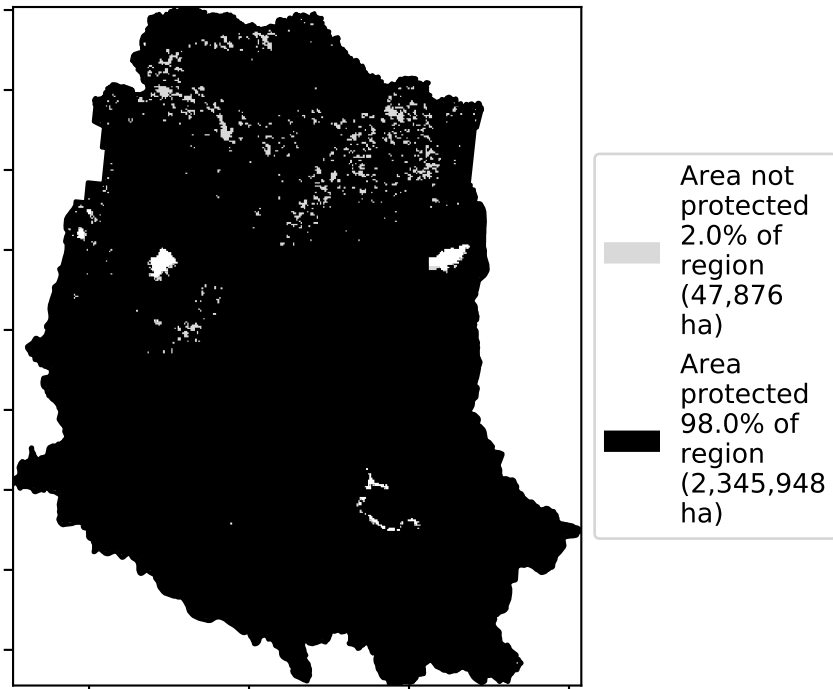 Area not
protected
2.0% of
region
(47,876
ha)
Area
protected
98.0% of
region
(2,345,948
ha)